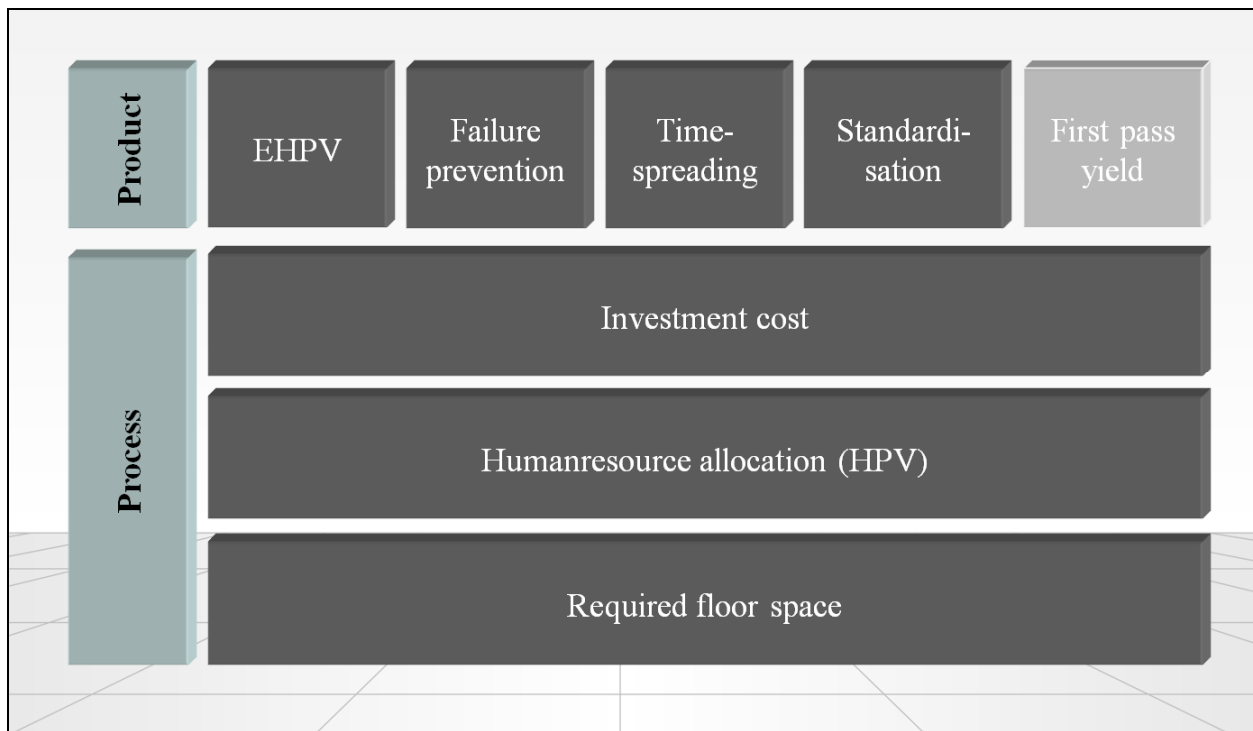 Product
EHPV
Failure
prevention
Time-
spreading
Standardi-
sation
First pass
yield
Process
Investment cost
Humanresource allocation (HPV)
Required floor space